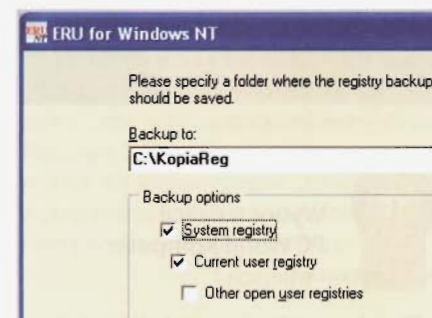 ERU for Windows NT
Please specify a folder where the registry backup
should be saved.
Backup to:
C:\KopiaReg
Backup options
System registry
Current user registry
Other open user registries